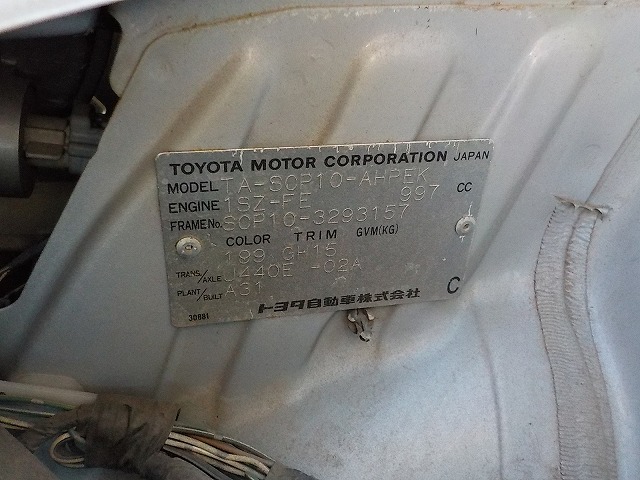 TOYOTA MOTOR CORPORATION JAPAN
MODEL TA-SCP10-AHPEK
ENGINE 1SZ-FE 997 CC
FRAME No. SCP10-3293157
COLOR TRIM GVM(KG)
199 GH15
TRANS./AXLE U440E -02A
PLANT/BUILT A31
トヨタ自動車株式会社 C
30881